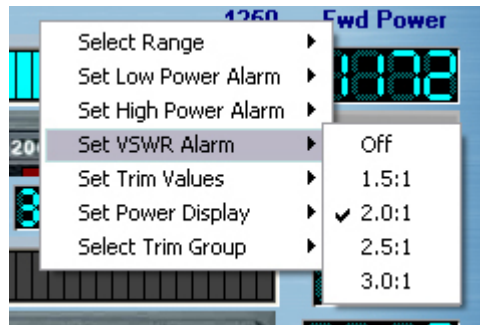 1260 Fwd Power
Select Range
Set Low Power Alarm
1172
Set High Power Alarm
200
Set VSWR Alarm
Off
Set Trim Values
1.5:1
Set Power Display
2.0:1
Select Trim Group
2.5:1
3.0:1